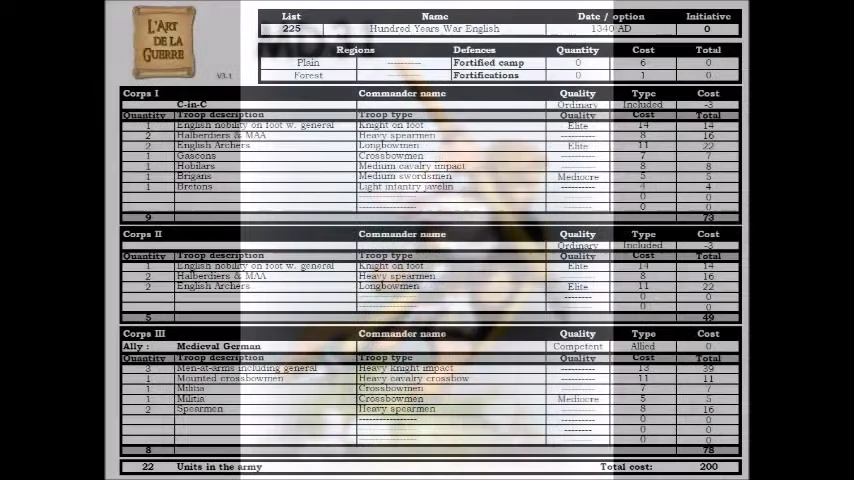 L'ART DE LA GUERRE
V3.1
List Name Date / option Initiative
225 Hundred Years War English 1340 AD 0
Regions Defences Quantity Cost Total
Plain ---------- Fortified camp 0 6 0
Forest ---------- Fortifications 0 1 0
Corps I Commander name Quality Type Cost
C-in-C Ordinary Included -3
Quantity Troop description Troop type Cost Total
1 English nobility on foot w. general Knight on foot Elite 14 14
2 Halberdiers & MAA Heavy spearmen ---------- 8 16
2 English Archers Longbowmen Elite 11 22
1 Gascons Crossbowmen ---------- 7 7
1 Hobilars Medium cavalry impact ---------- 8 8
1 Brigans Medium swordsmen Mediocre 5 5
1 Bretons Light infantry javelin ---------- 4 4
---------------- ---------- 0 0
---------------- ---------- 0 0
9 73
Corps II Commander name Quality Type Cost
Ordinary Included -3
Quantity Troop description Troop type Quality Cost Total
1 English nobility on foot w. general Knight on foot Elite 14 14
2 Halberdiers & MAA Heavy spearmen 8 16
2 English Archers Longbowmen Elite 11 22
---------------- ---------- 0 0
---------------- ---------- 0 0
5 49
Corps III Commander name Quality Type Cost
Ally : Medieval German Competent Allied 0
Quantity Troop description Troop type Cost Total
3 Men-at-arms including general Heavy knight impact ---------- 13 39
1 Mounted crossbowmen Heavy cavalry crossbow ---------- 11 11
1 Militia Crossbowmen ---------- 7 7
1 Militia Crossbowmen Mediocre 5 5
2 Spearmen Heavy spearmen ---------- 8 16
---------------- ---------- 0 0
---------------- ---------- 0 0
---------------- ---------- 0 0
8 78
22 Units in the army Total cost: 200